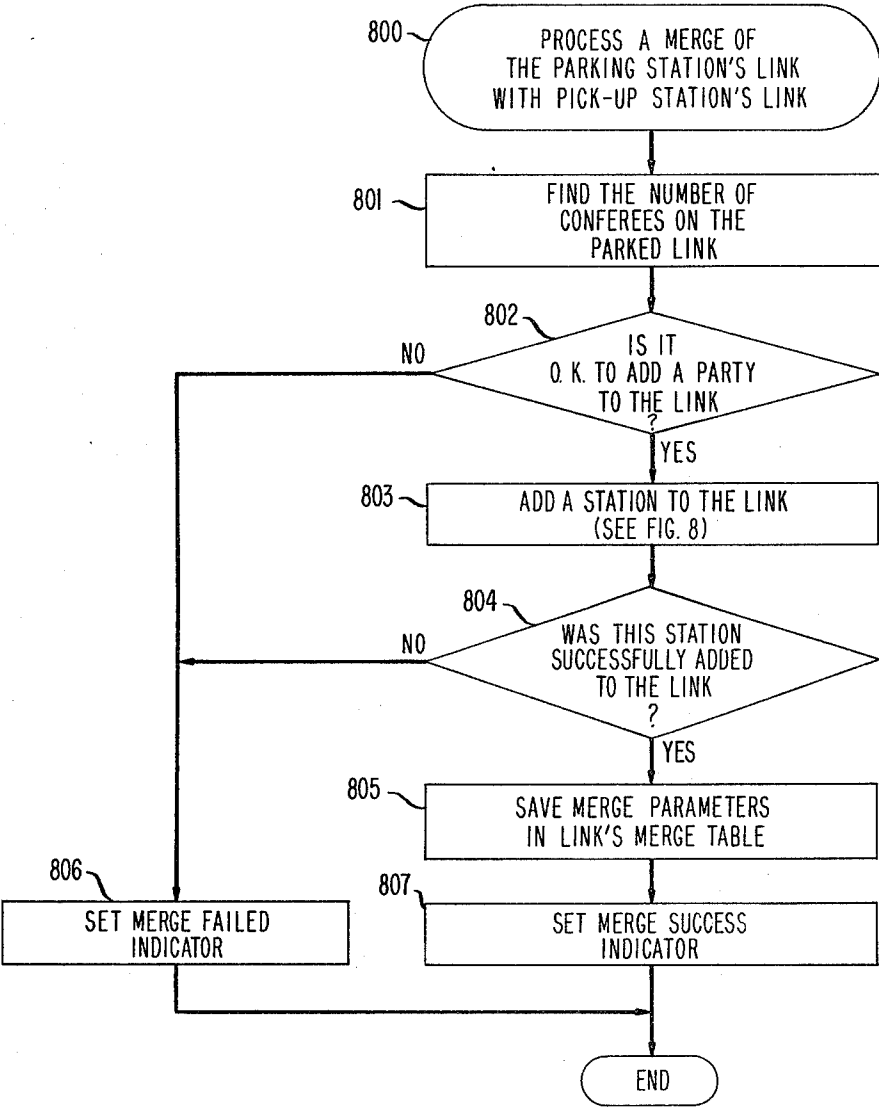 800
PROCESS A MERGE OF
THE PARKING STATION'S LINK
WITH PICK-UP STATION'S LINK
801
FIND THE NUMBER OF
CONFEREES ON THE
PARKED LINK
802
NO
IS IT
O.K. TO ADD A PARTY
TO THE LINK
?
YES
803
ADD A STATION TO THE LINK
(SEE FIG. 8)
804
NO
WAS THIS STATION
SUCCESSFULLY ADDED
TO THE LINK
?
YES
805
SAVE MERGE PARAMETERS
IN LINK'S MERGE TABLE
806
SET MERGE FAILED
INDICATOR
807
SET MERGE SUCCESS
INDICATOR
END